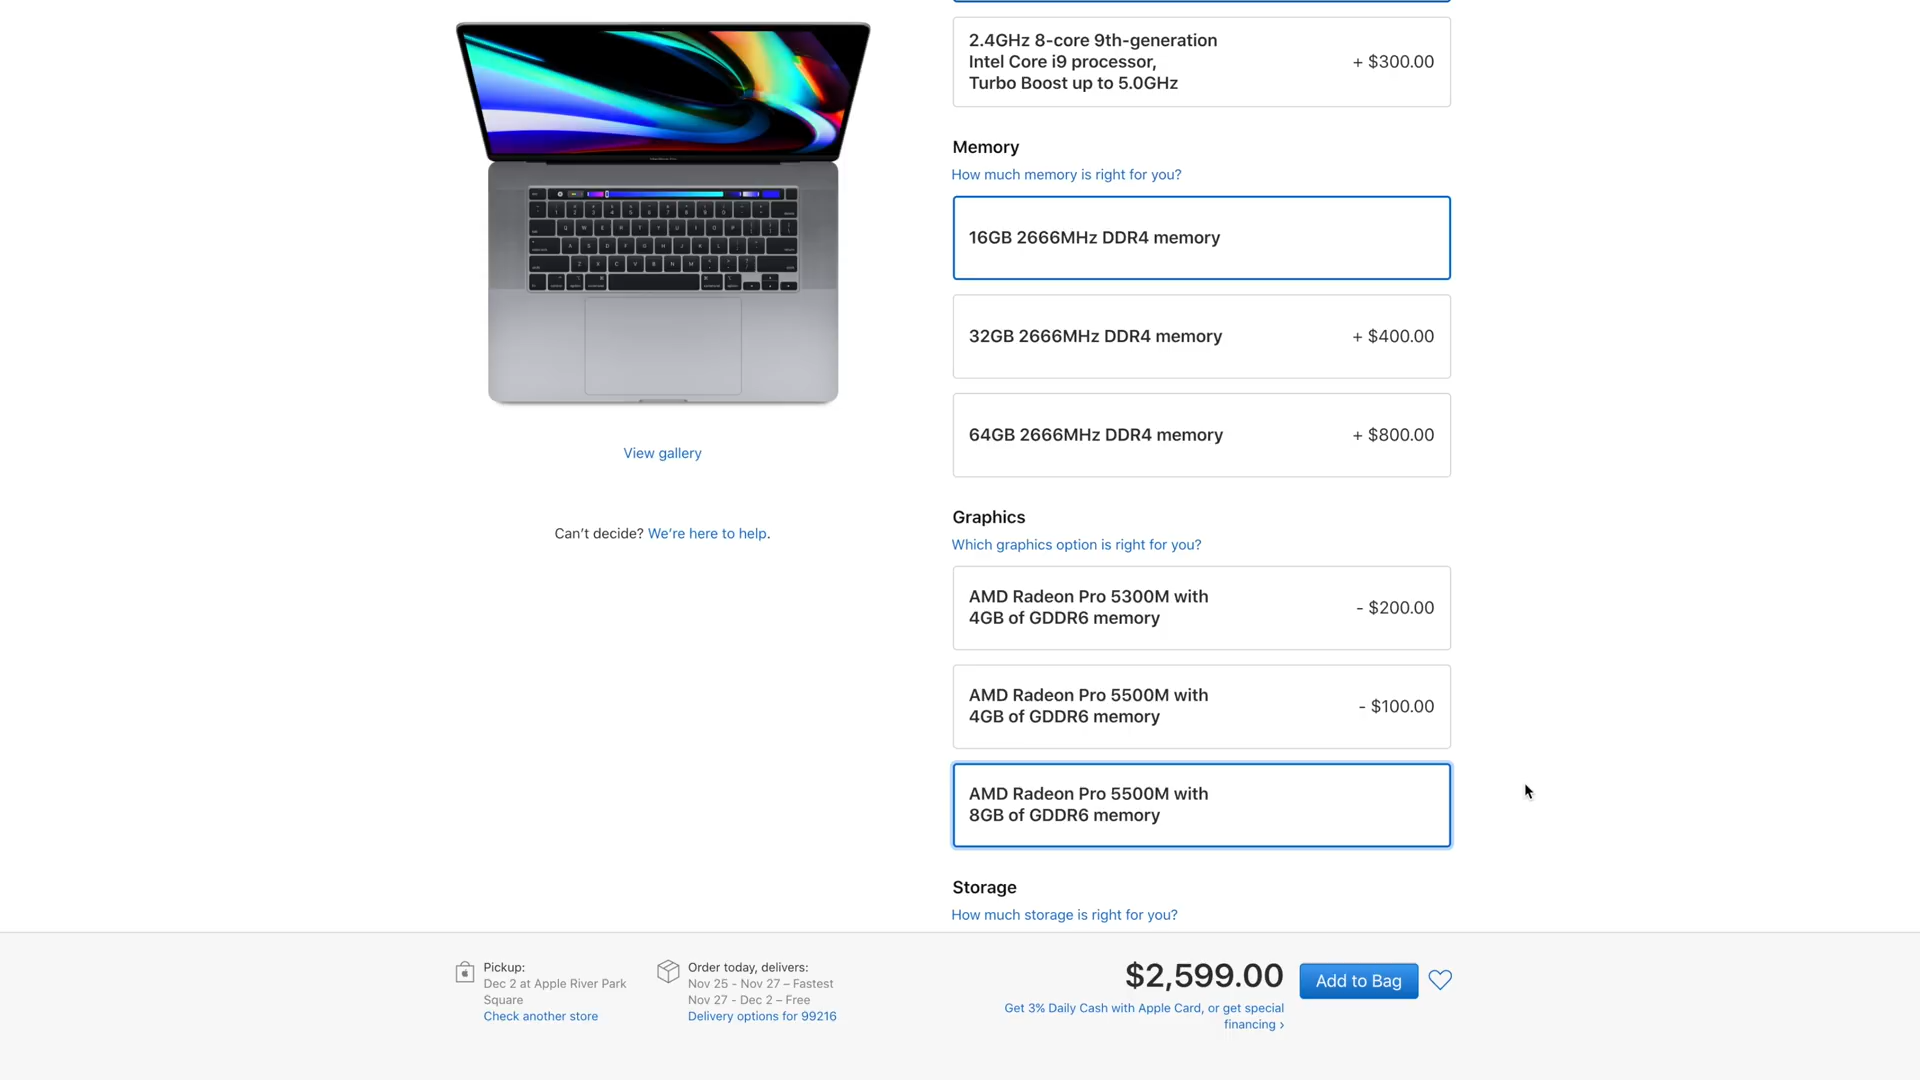 2.4GHz 8-core 9th-generation
Intel Core i9 processor,
Turbo Boost up to 5.0GHz
+ $300.00
Memory
How much memory is right for you?
16GB 2666MHz DDR4 memory
32GB 2666MHz DDR4 memory
+ $400.00
64GB 2666MHz DDR4 memory
+ $800.00
View gallery
Can’t decide? We’re here to help.
Graphics
Which graphics option is right for you?
AMD Radeon Pro 5300M with
4GB of GDDR6 memory
- $200.00
AMD Radeon Pro 5500M with
4GB of GDDR6 memory
- $100.00
AMD Radeon Pro 5500M with
8GB of GDDR6 memory
Storage
How much storage is right for you?
Pickup:
Dec 2 at Apple River Park
Square
Check another store
Order today, delivers:
Nov 25 - Nov 27 – Fastest
Nov 27 - Dec 2 – Free
Delivery options for 99216
$2,599.00
Get 3% Daily Cash with Apple Card, or get special
financing ›
Add to Bag